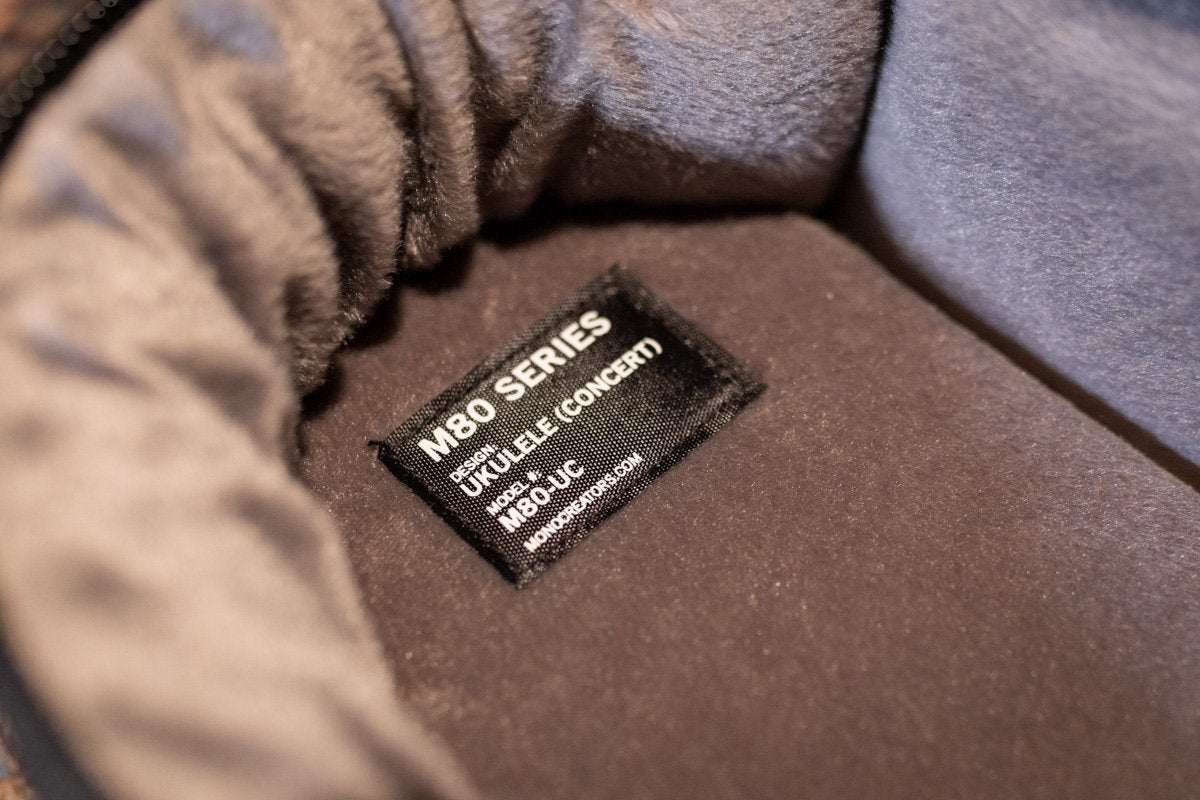 M80 SERIES
DESIGN
UKULELE (CONCERT)
MODEL #
M80-UC
MONOCREATORS.COM